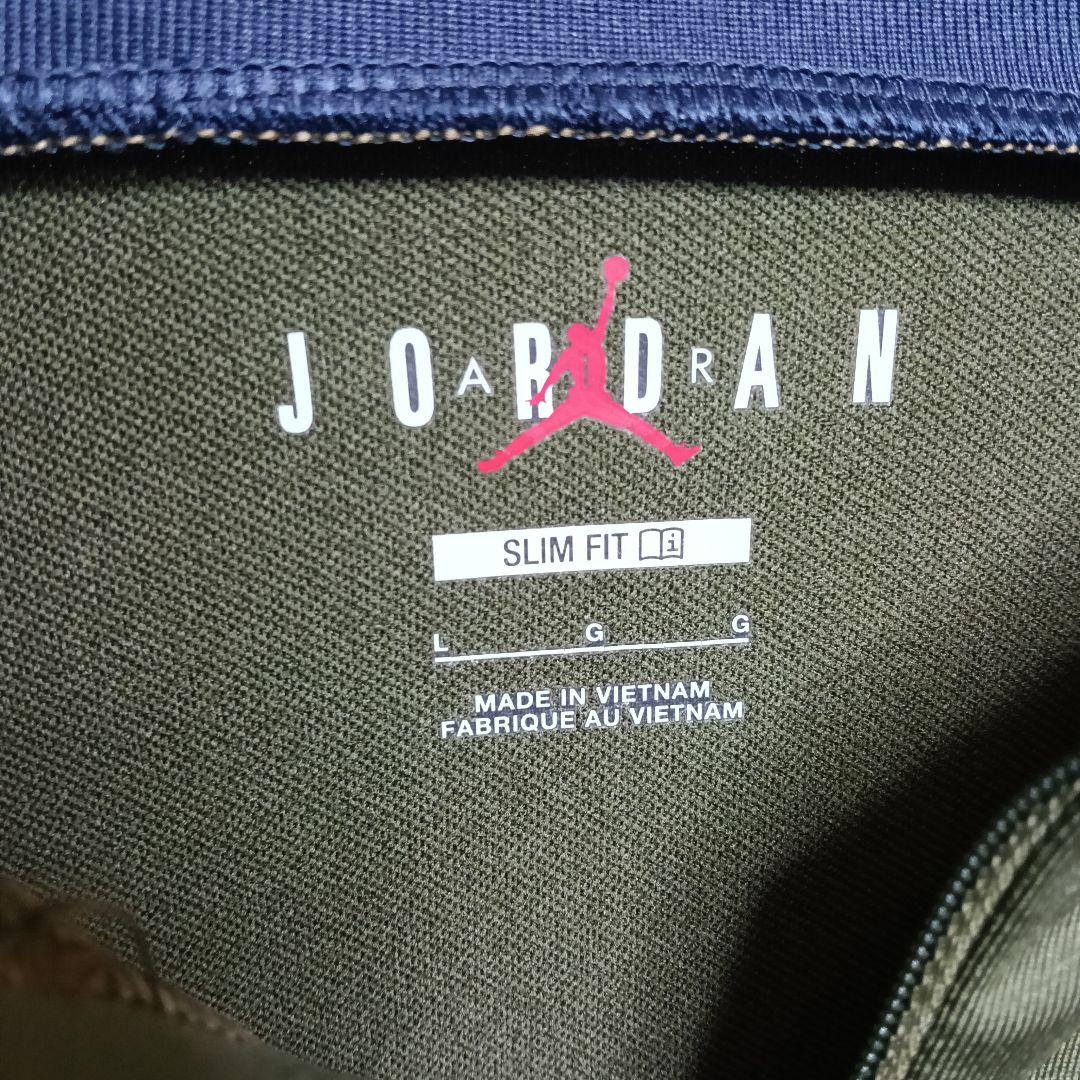 JORDAN
AIR
SLIM FIT
L G G
MADE IN VIETNAM
FABRIQUE AU VIETNAM